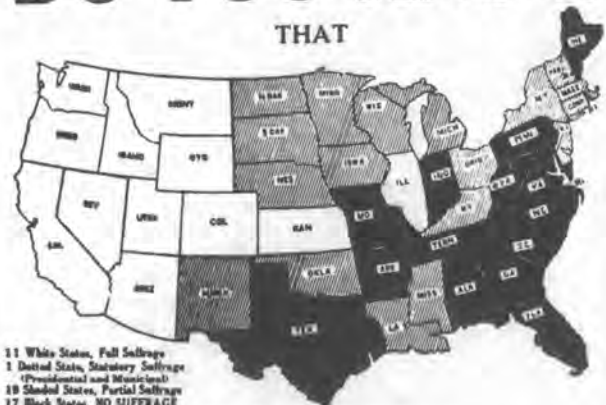 THAT
ME.
WASH
MONT
N DAK
MINN
WIS
MICH
N.Y.
MASS
CONN
OREG
IDAHO
WYO
S DAK
IOWA
NEB
NEV
UTAH
COL
KAN
MO
ILL
IND
OHIO
PENN
W.VA
VA
KY
CAL
ARIZ
N.MEX
OKLA
ARK
TENN
N.C.
S.C.
TEX
LA
MISS
ALA
GA
FLA
11 White States, Full Suffrage
1 Dotted State, Statutory Suffrage
(Presidential and Municipal)
19 Shaded States, Partial Suffrage
17 Black States, NO SUFFRAGE